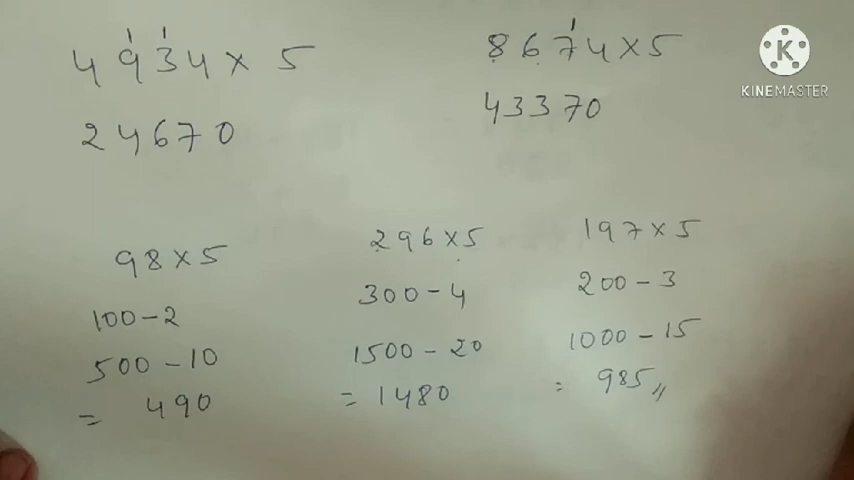 4934 × 5
24670
8674 × 5
43370
98 × 5
100 - 2
500 - 10
= 490
296 × 5
300 - 4
1500 - 20
= 1480
197 × 5
200 - 3
1000 - 15
= 985
K
KINEMASTER